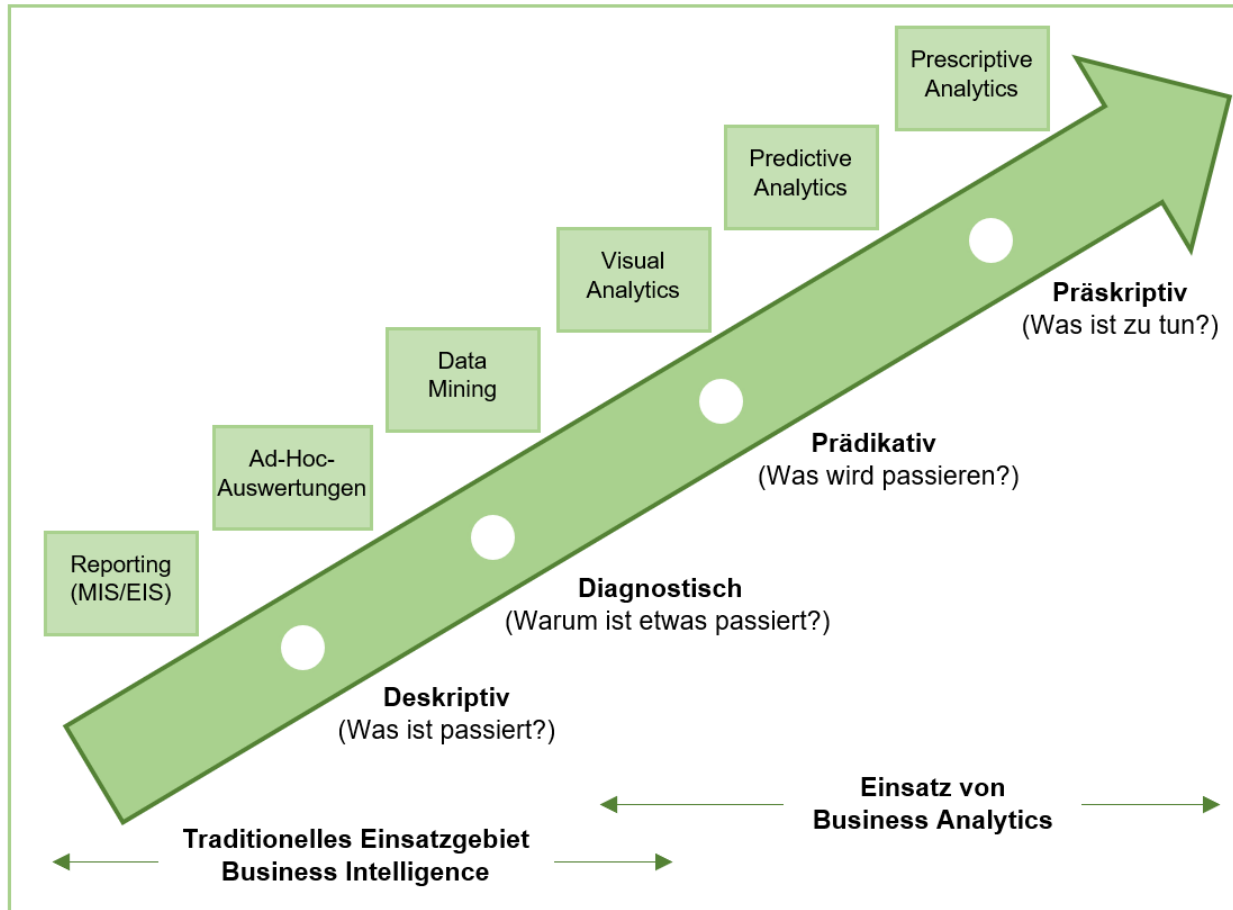 Prescriptive
Analytics
Predictive
Analytics
Visual
Analytics
Data
Mining
Ad-Hoc-
Auswertungen
Reporting
(MIS/EIS)
Präskriptiv
(Was ist zu tun?)
Prädikativ
(Was wird passieren?)
Diagnostisch
(Warum ist etwas passiert?)
Deskriptiv
(Was ist passiert?)
Einsatz von
Business Analytics
Traditionelles Einsatzgebiet
Business Intelligence